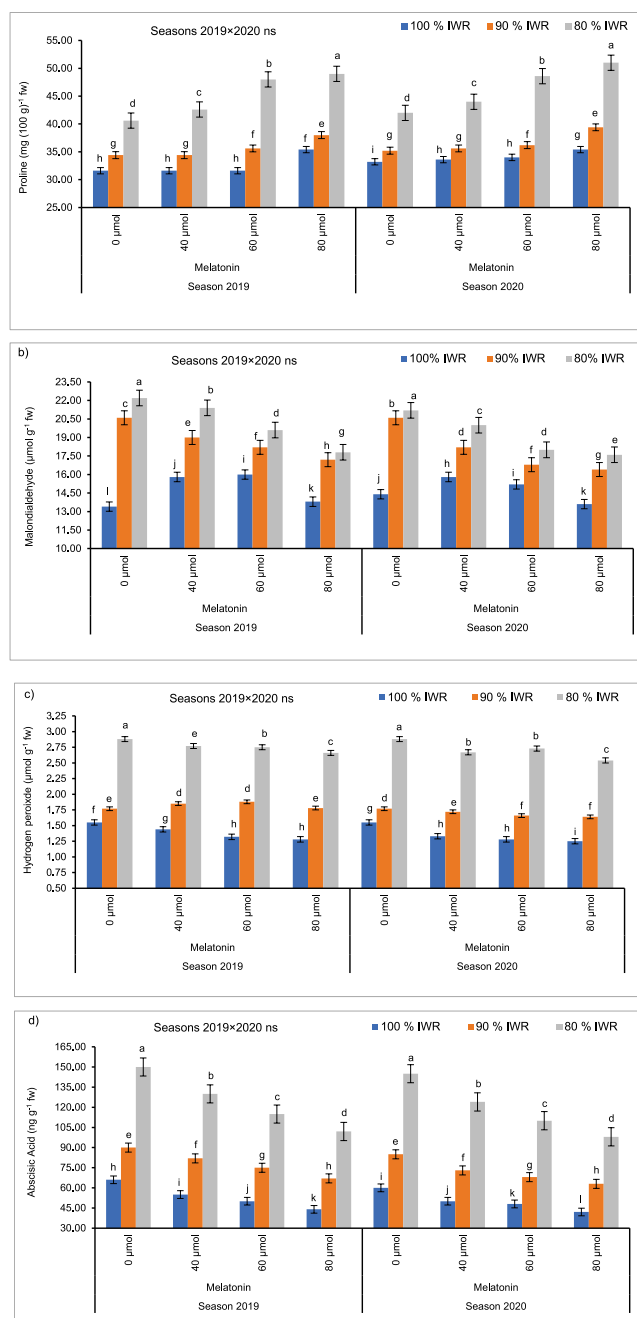 Seasons 2019×2020 ns
100 % IWR 90 % IWR 80 % IWR
Proline (mg (100 g)⁻¹ fw)
55.00
50.00
45.00
40.00
35.00
30.00
25.00
h g d h g c h f b f e a
i g d h g c h f b g e a
0 µmol 40 µmol 60 µmol 80 µmol 0 µmol 40 µmol 60 µmol 80 µmol
Melatonin Melatonin
Season 2019 Season 2020
b)
Seasons 2019×2020 ns
100% IWR 90% IWR 80% IWR
Malondialdehyde (µmol g⁻¹ fw)
23,50
22,00
20,50
19,00
17,50
16.00
14.50
13.00
11.50
10.00
l c a j e b i f d k h g
j b a h d c i f d k g e
0 µmol 40 µmol 60 µmol 80 µmol 0 µmol 40 µmol 60 µmol 80 µmol
Melatonin Melatonin
Season 2019 Season 2020
c)
Seasons 2019×2020 ns
100 % IWR 90 % IWR 80 % IWR
Hydrogen peroixde (µmol g⁻¹ fw)
3,25
3.00
2.75
2.50
2.25
2.00
1.75
1.50
1.25
1.00
0.75
0.50
f e a g d e h d b h e c
g d a h e b h f b i f c
0 µmol 40 µmol 60 µmol 80 µmol 0 µmol 40 µmol 60 µmol 80 µmol
Melatonin Melatonin
Season 2019 Season 2020
d)
Seasons 2019×2020 ns
100 % IWR 90 % IWR 80 % IWR
Abscisic Acid (ng g⁻¹ fw)
165.00
150.00
135.00
120.00
105.00
90.00
75.00
60.00
45.00
30.00
h e a i f b j g c k h d
i e a j f b k g c l h d
0 µmol 40 µmol 60 µmol 80 µmol 0 µmol 40 µmol 60 µmol 80 µmol
Melatonin Melatonin
Season 2019 Season 2020